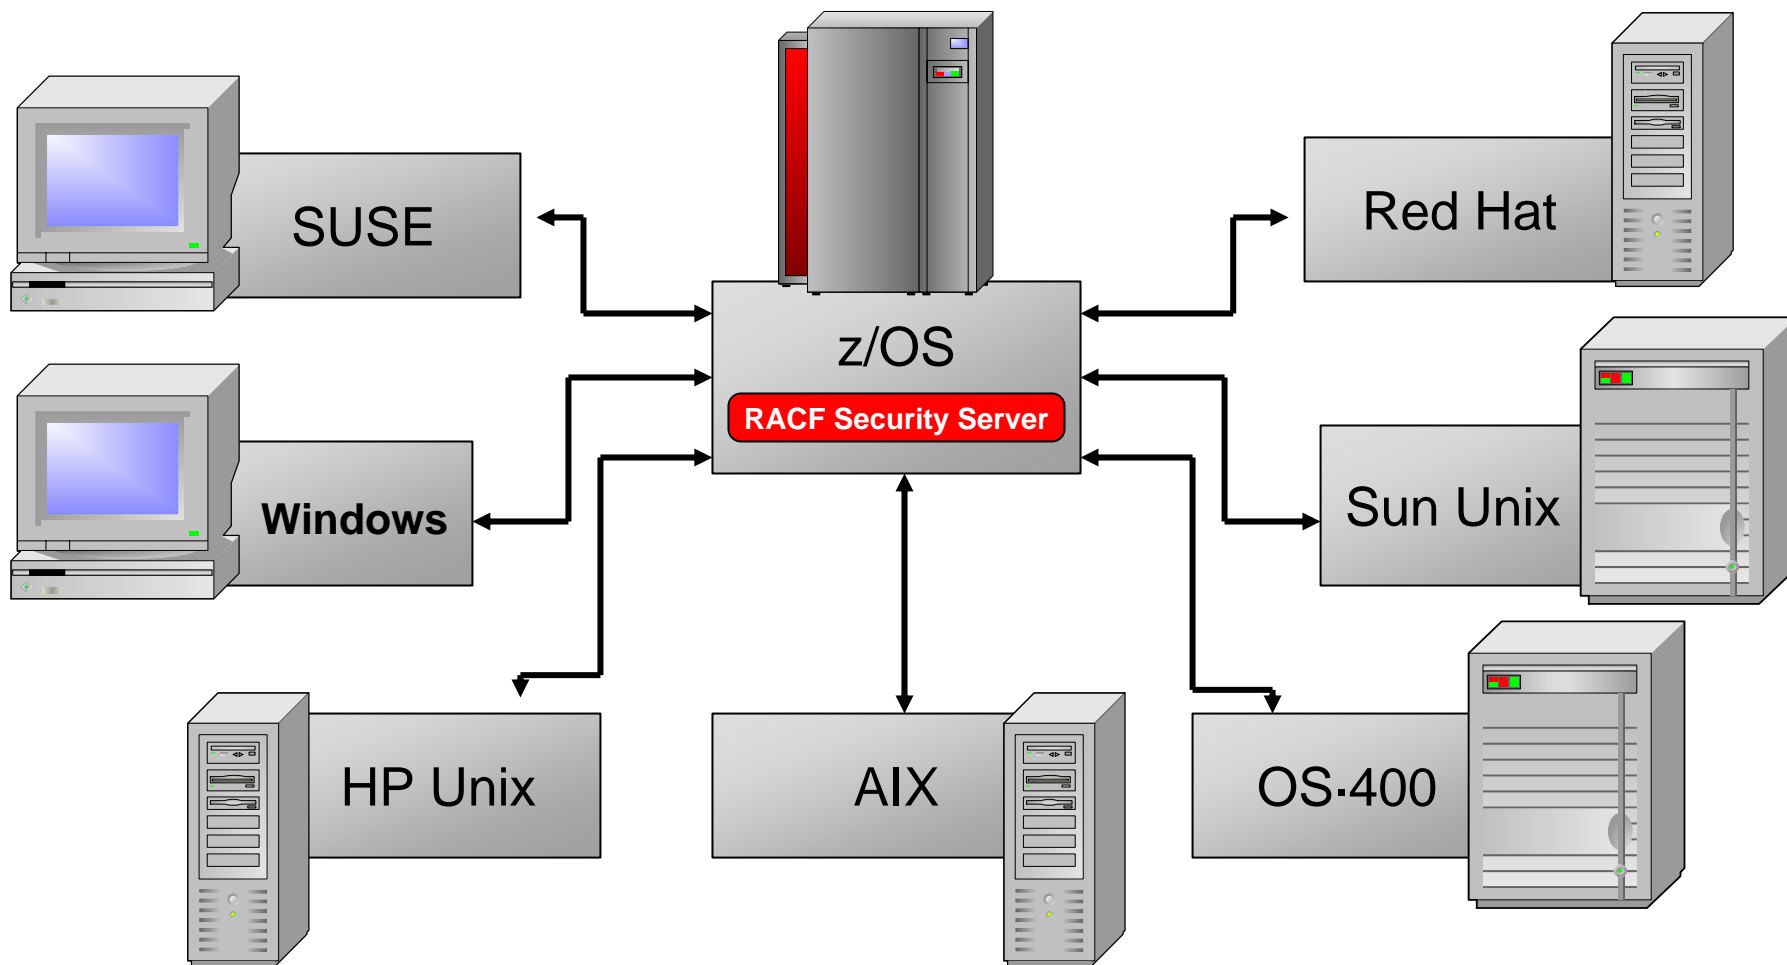 SUSE
Red Hat
z/OS
RACF Security Server
Windows
Sun Unix
HP Unix
AIX
OS·400